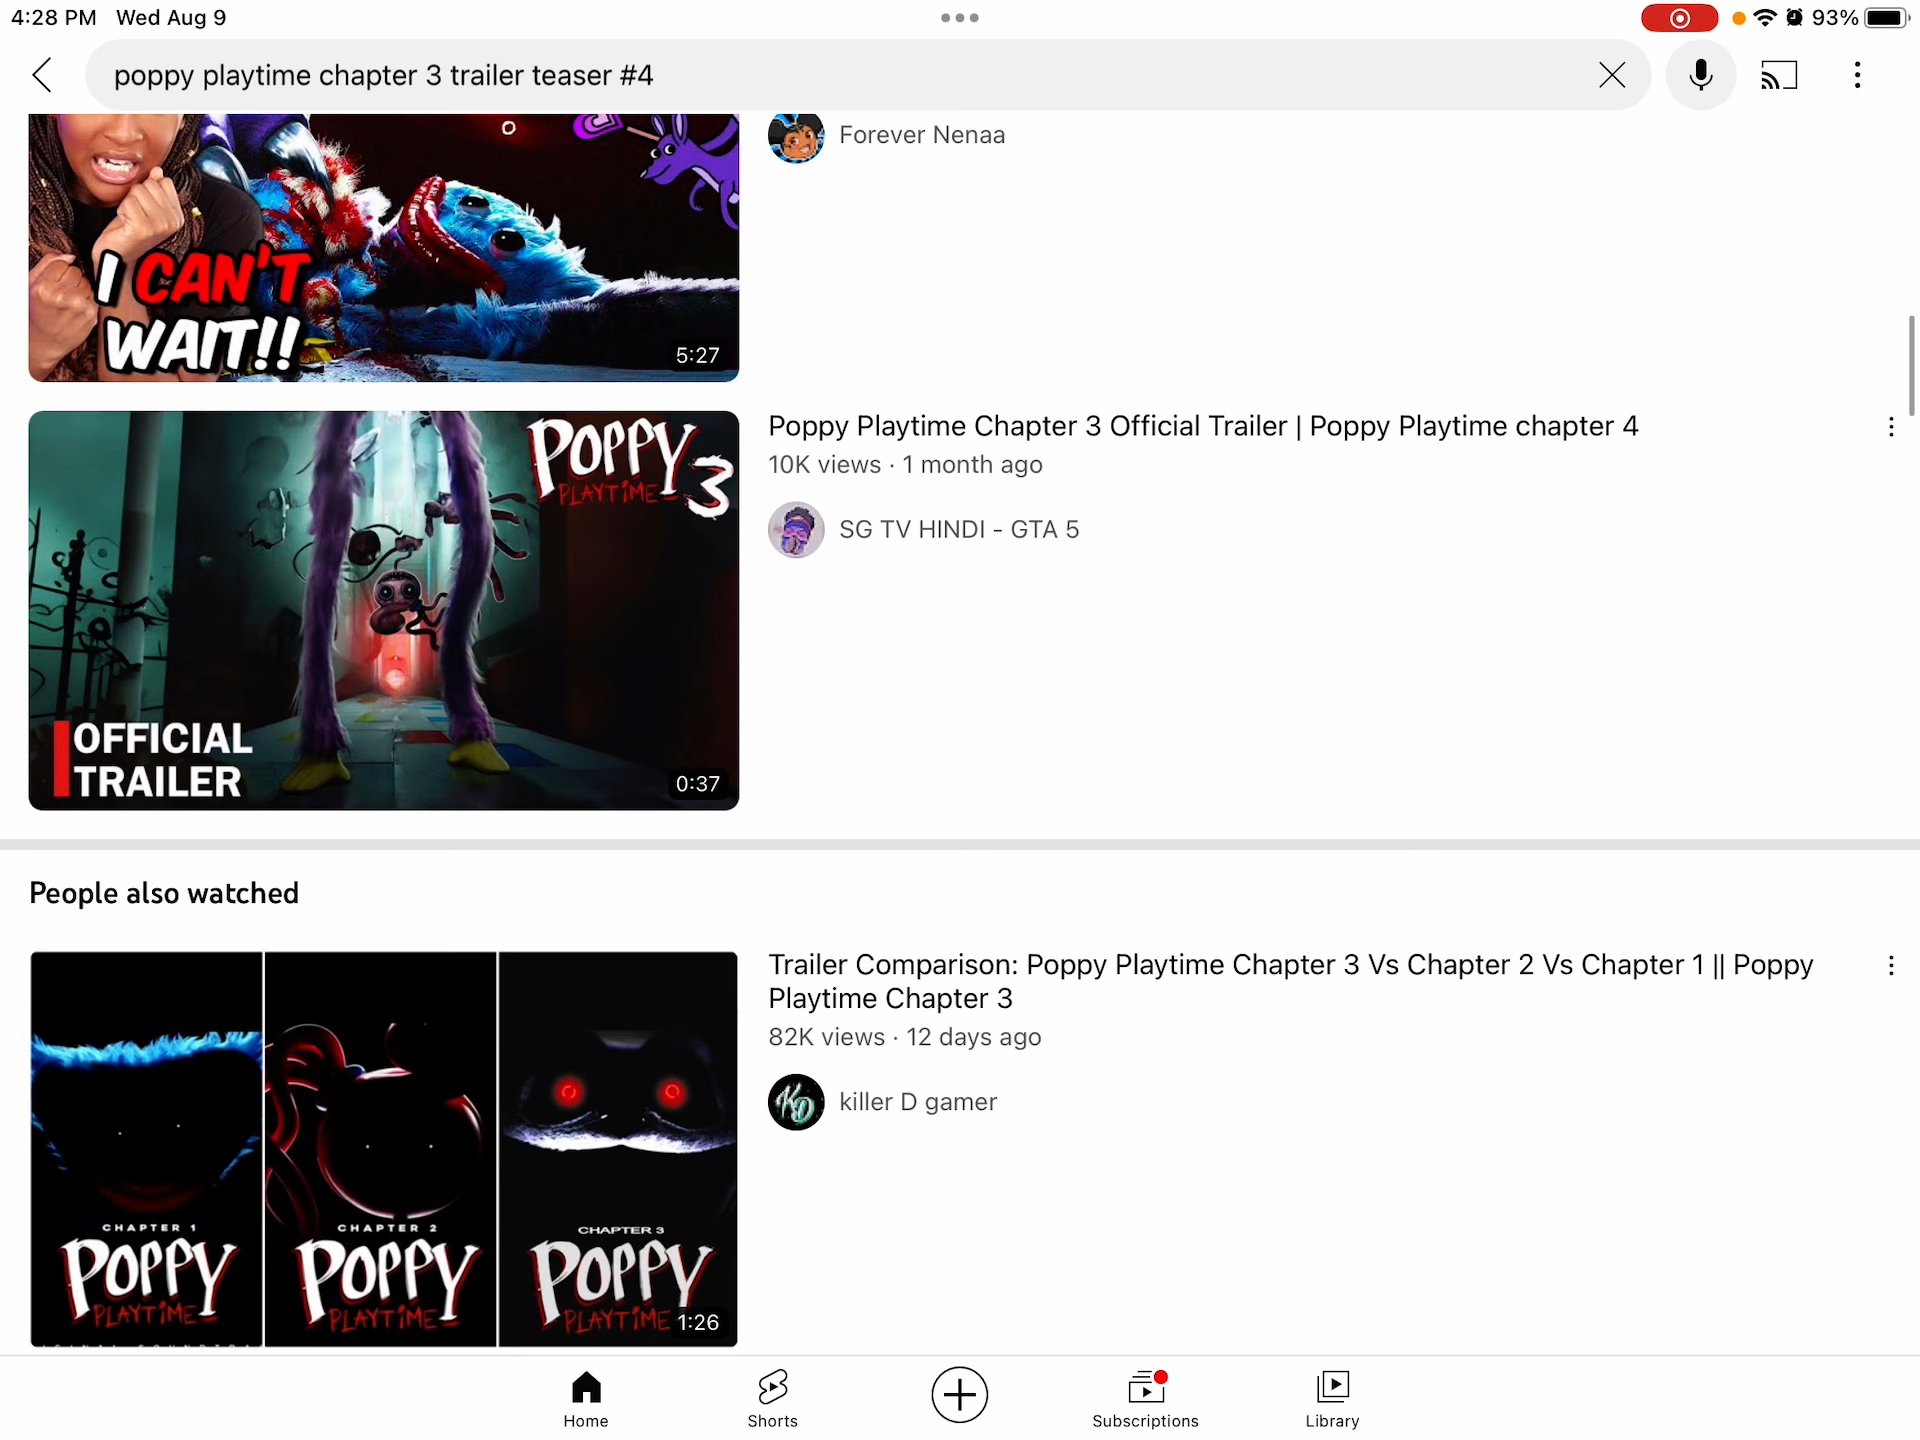 4:28 PM Wed Aug 9
93%
poppy playtime chapter 3 trailer teaser #4
Forever Nenaa
I CAN'T
WAIT!!
5:27
POPPY
PLAYTIME 3
OFFICIAL
TRAILER
0:37
Poppy Playtime Chapter 3 Official Trailer | Poppy Playtime chapter 4
10K views · 1 month ago
SG TV HINDI - GTA 5
People also watched
CHAPTER 1
POPPY
PLAYTIME
CHAPTER 2
POPPY
PLAYTIME
CHAPTER 3
POPPY
PLAYTIME
1:26
Trailer Comparison: Poppy Playtime Chapter 3 Vs Chapter 2 Vs Chapter 1 || Poppy
Playtime Chapter 3
82K views · 12 days ago
KD
killer D gamer
Home
Shorts
Subscriptions
Library